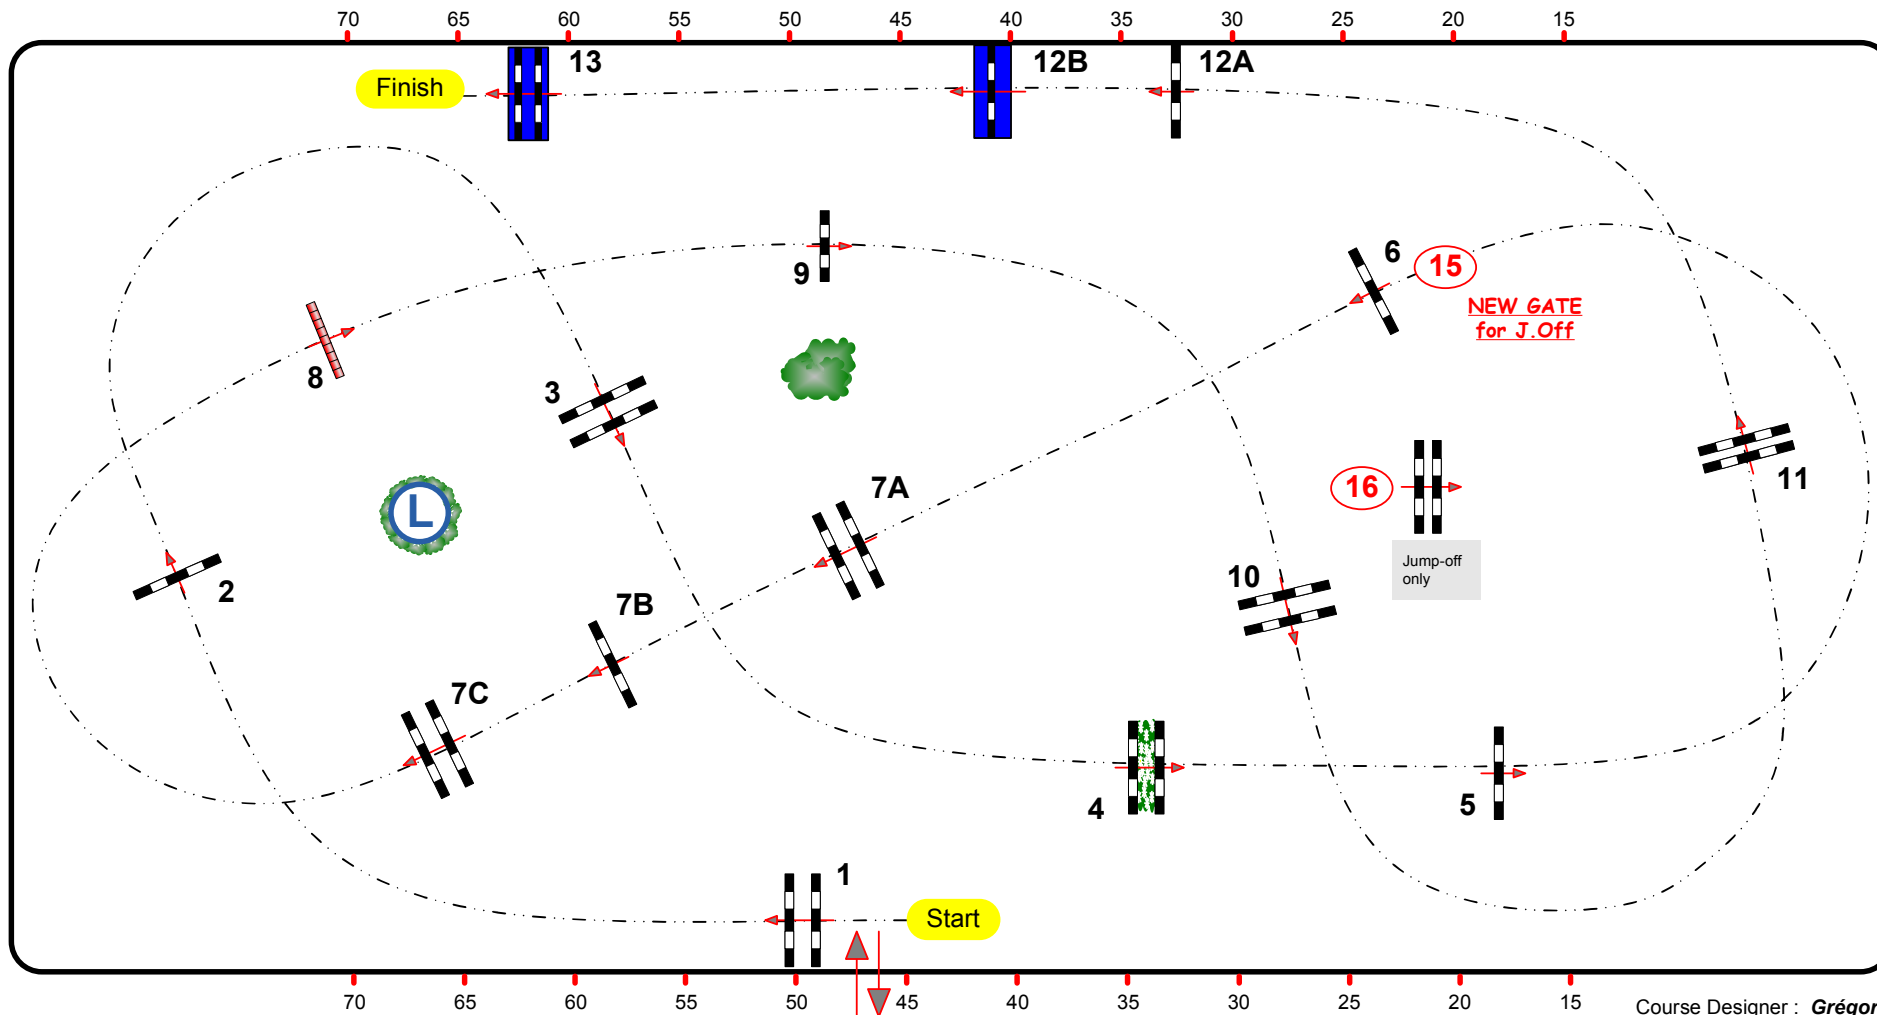 70 65 60 55 50 45 40 35 30 25 20 15
13 12B 12A
Finish
9
6 15
NEW GATE
for J.Off
8
3
7A
16
11
L
Jump-off
only
2
10
7B
7C
4
5
1
Start
70 65 60 55 50 45 40 35 30 25 20 15
Course Designer : Grégor